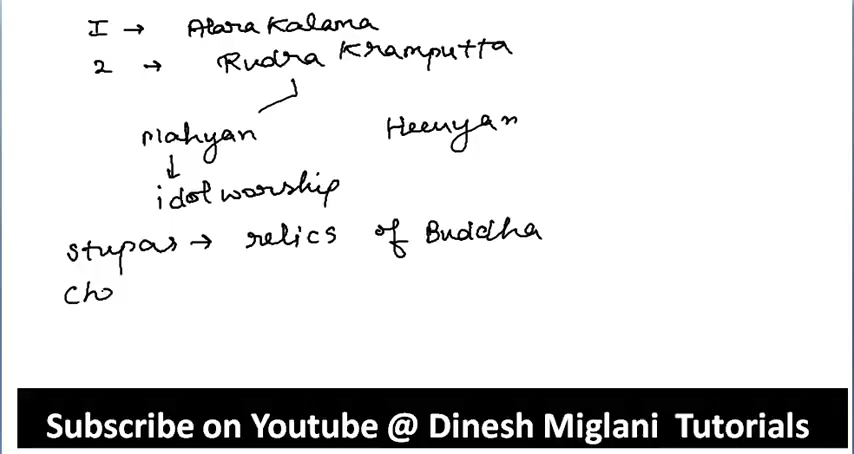 I → Alara Kalama
2 → Rudra Kramputta
Mahyan Heenyan
↓
idol worship
Stupas → relics of Buddha
Cho
Subscribe on Youtube @ Dinesh Miglani Tutorials